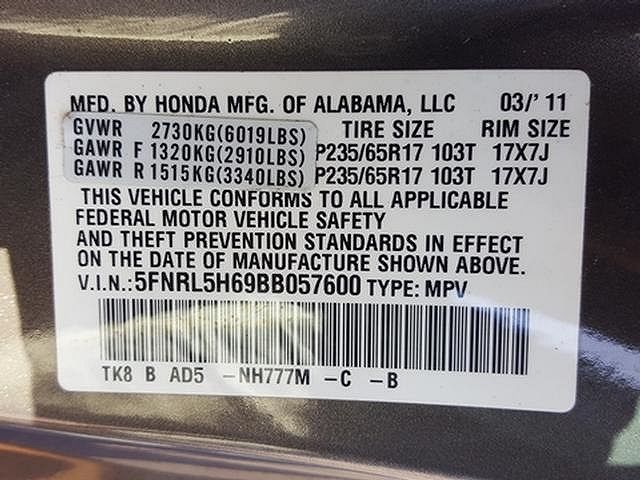 MFD. BY HONDA MFG. OF ALABAMA, LLC 03/'11
GVWR 2730KG(6019LBS) TIRE SIZE RIM SIZE
GAWR F 1320KG(2910LBS) P235/65R17 103T 17X7J
GAWR R 1515KG(3340LBS) P235/65R17 103T 17X7J
THIS VEHICLE CONFORMS TO ALL APPLICABLE
FEDERAL MOTOR VEHICLE SAFETY
AND THEFT PREVENTION STANDARDS IN EFFECT
ON THE DATE OF MANUFACTURE SHOWN ABOVE.
V.I.N.:5FNRL5H69BB057600 TYPE: MPV
TK8 B AD5 -NH777M -C -B